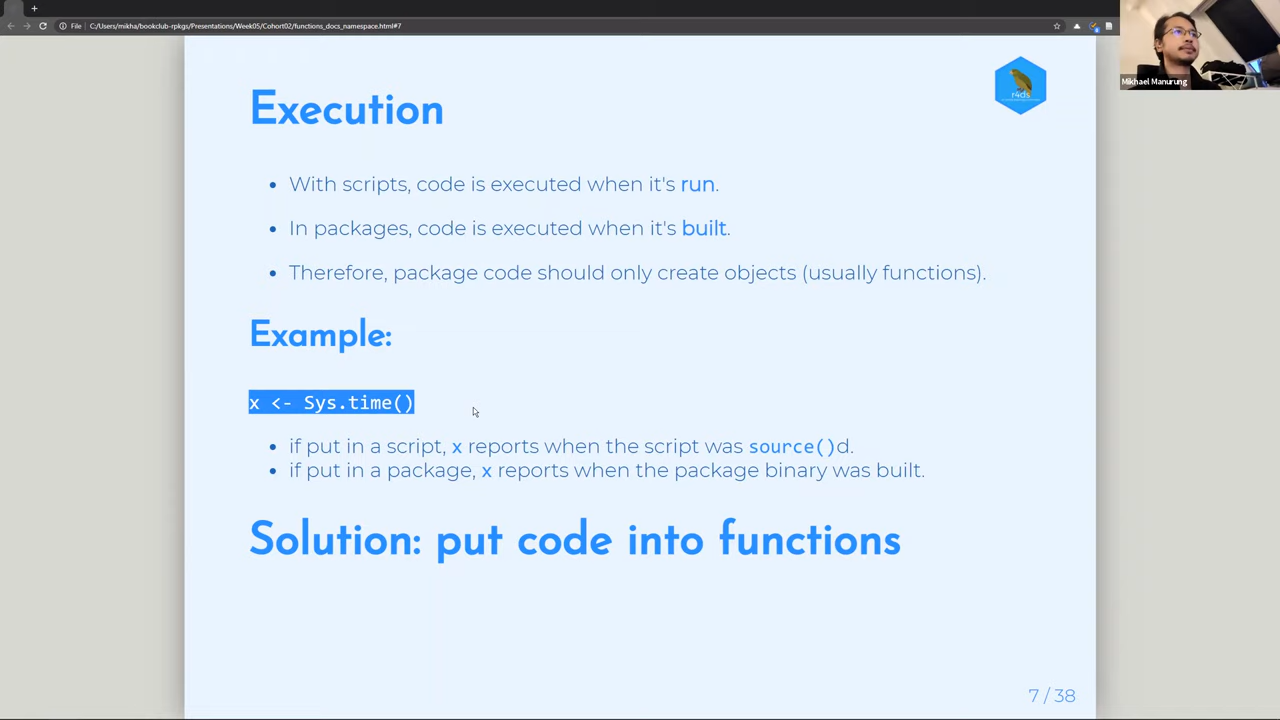 File
C:/Users/mikha/bookclub-rpkgs/Presentations/Week05/Cohort02/functions_docs_namespace.html#7
Mikhael Manurung
r4ds
Execution
With scripts, code is executed when it's run.
In packages, code is executed when it's built.
Therefore, package code should only create objects (usually functions).
Example:
x <- Sys.time()
if put in a script, x reports when the script was source()d.
if put in a package, x reports when the package binary was built.
Solution: put code into functions
7 / 38